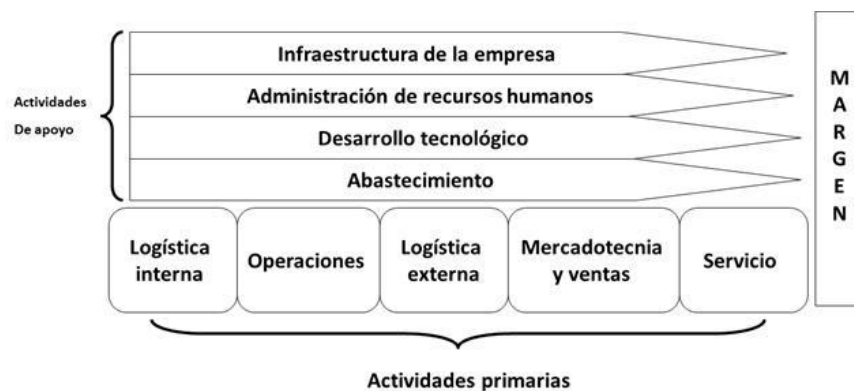 Infraestructura de la empresa
Administración de recursos humanos
Desarrollo tecnológico
Abastecimiento
Actividades
De apoyo
MARGEN
Logística
interna
Operaciones
Logística
externa
Mercadotecnia
y ventas
Servicio
Actividades primarias